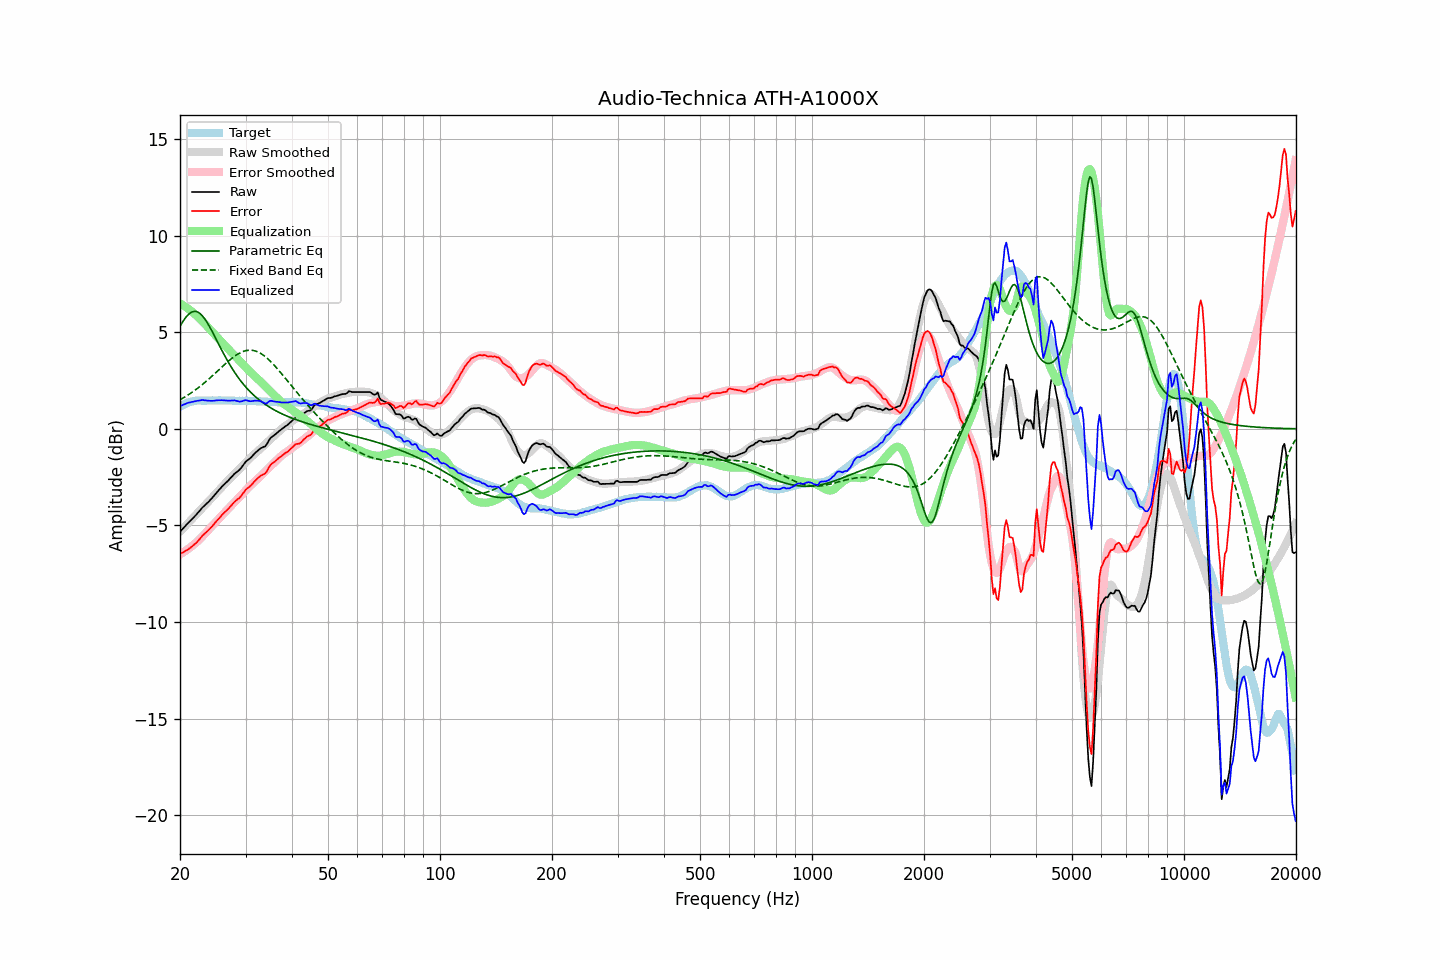 Audio-Technica ATH-A1000X
Target
Raw Smoothed
Error Smoothed
Raw
Error
Equalization
Parametric Eq
Fixed Band Eq
Equalized
15
10
5
0
−5
−10
−15
−20
Amplitude (dBr)
20 50 100 200 500 1000 2000 5000 10000 20000
Frequency (Hz)